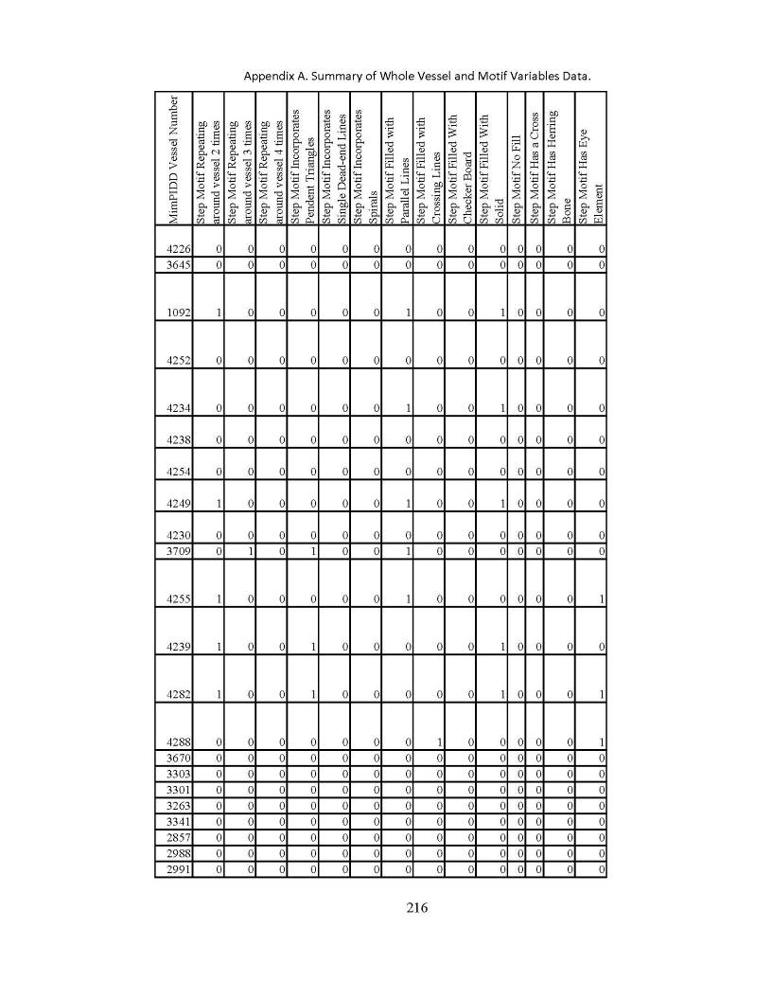 Appendix A. Summary of Whole Vessel and Motif Variables Data.
MimPIDD Vessel Number
Step Motif Repeating
around vessel 2 times
Step Motif Repeating
around vessel 3 times
Step Motif Repeating
around vessel 4 times
Step Motif Incorporates
Pendent Triangles
Step Motif Incorporates
Single Dead-end Lines
Step Motif Incorporates
Spirals
Step Motif Filled with
Parallel Lines
Step Motif Filled with
Crossing Lines
Step Motif Filled With
Checker Board
Step Motif Filled With
Solid
Step Motif No Fill
Step Motif Has a Cross
Step Motif Has Herring
Bone
Step Motif Has Eye
Element
4226 0 0 0 0 0 0 0 0 0 0 0 0 0 0
3645 0 0 0 0 0 0 0 0 0 0 0 0 0 0
1092 1 0 0 0 0 0 1 0 0 1 0 0 0 0
4252 0 0 0 0 0 0 0 0 0 0 0 0 0 0
4234 0 0 0 0 0 0 1 0 0 1 0 0 0 0
4238 0 0 0 0 0 0 0 0 0 0 0 0 0 0
4254 0 0 0 0 0 0 0 0 0 0 0 0 0 0
4249 1 0 0 0 0 0 1 0 0 1 0 0 0 0
4230 0 0 0 0 0 0 0 0 0 0 0 0 0 0
3709 0 1 0 1 0 0 1 0 0 0 0 0 0 0
4255 1 0 0 0 0 0 1 0 0 0 0 0 0 1
4239 1 0 0 1 0 0 0 0 0 1 0 0 0 0
4282 1 0 0 1 0 0 0 0 0 1 0 0 0 1
4288 0 0 0 0 0 0 0 1 0 0 0 0 0 1
3670 0 0 0 0 0 0 0 0 0 0 0 0 0 0
3303 0 0 0 0 0 0 0 0 0 0 0 0 0 0
3301 0 0 0 0 0 0 0 0 0 0 0 0 0 0
3263 0 0 0 0 0 0 0 0 0 0 0 0 0 0
3341 0 0 0 0 0 0 0 0 0 0 0 0 0 0
2857 0 0 0 0 0 0 0 0 0 0 0 0 0 0
2988 0 0 0 0 0 0 0 0 0 0 0 0 0 0
2991 0 0 0 0 0 0 0 0 0 0 0 0 0 0
216